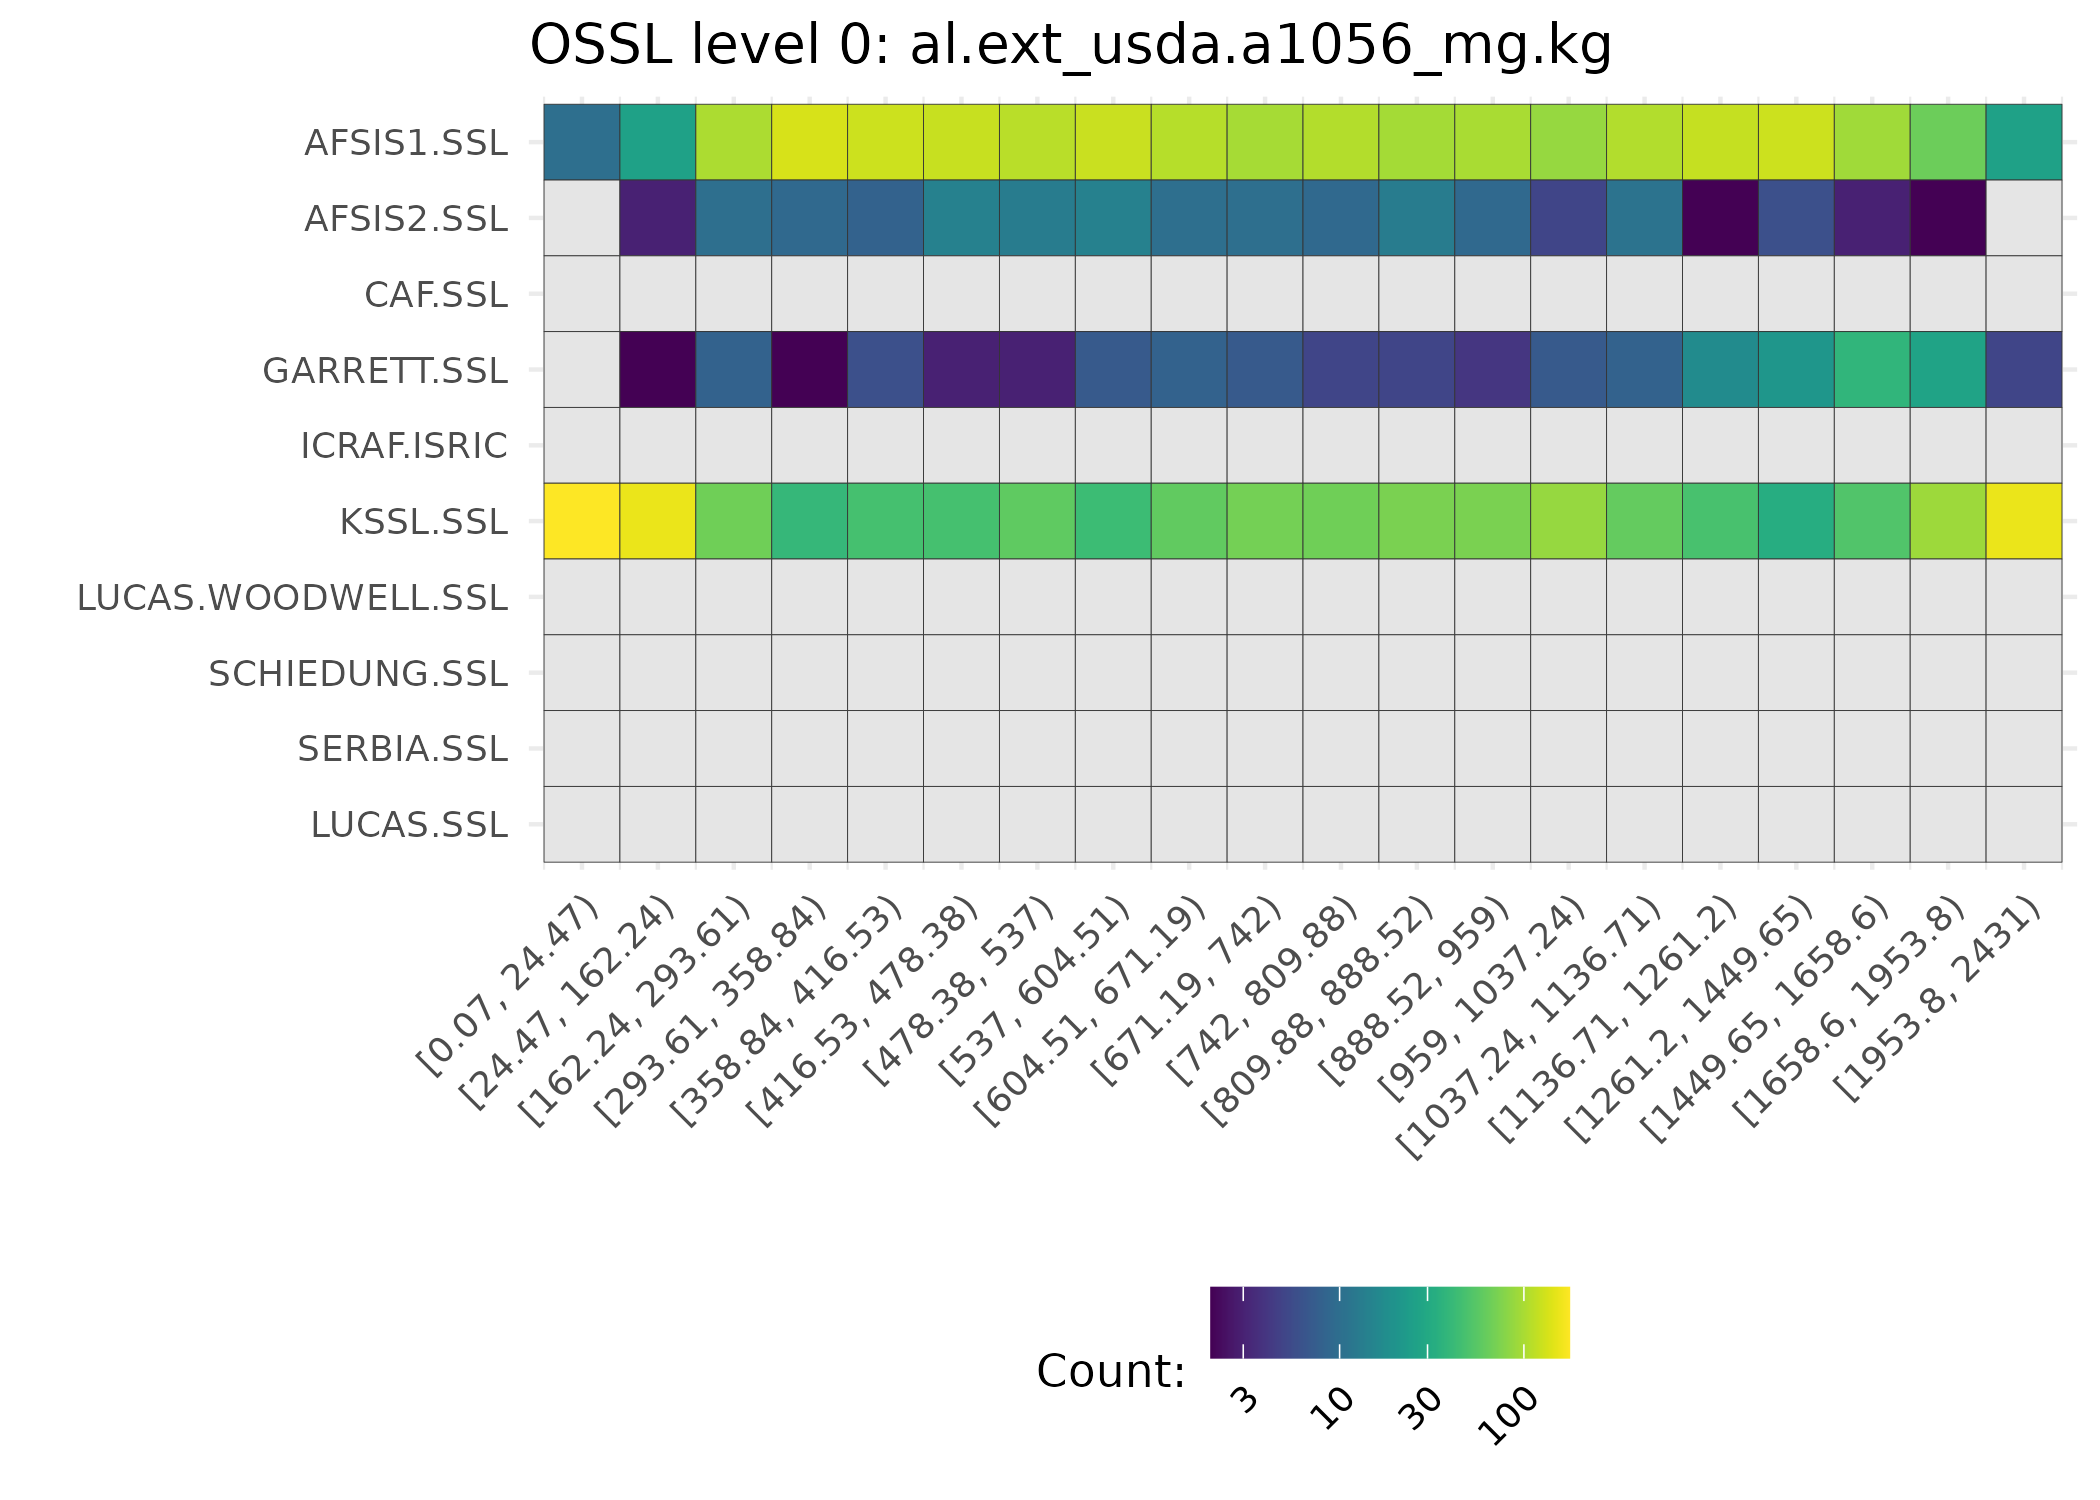 OSSL level 0: al.ext_usda.a1056_mg.kg
AFSIS1.SSL
AFSIS2.SSL
CAF.SSL
GARRETT.SSL
ICRAF.ISRIC
KSSL.SSL
LUCAS.WOODWELL.SSL
SCHIEDUNG.SSL
SERBIA.SSL
LUCAS.SSL
[0.07, 24.47)
[24.47, 162.24)
[162.24, 293.61)
[293.61, 358.84)
[358.84, 416.53)
[416.53, 478.38)
[478.38, 537)
[537, 604.51)
[604.51, 671.19)
[671.19, 742)
[742, 809.88)
[809.88, 888.52)
[888.52, 959)
[959, 1037.24)
[1037.24, 1136.71)
[1136.71, 1261.2)
[1261.2, 1449.65)
[1449.65, 1658.6)
[1658.6, 1953.8)
[1953.8, 2431)
Count:
3
10
30
100